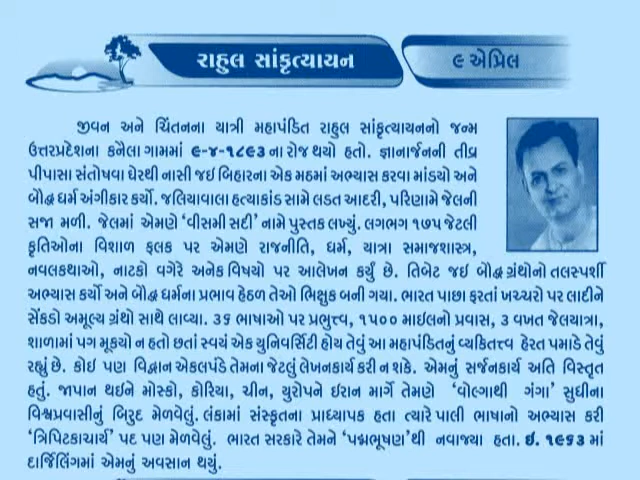 રાહુલ સાંકૃત્યાયન
૯ એપ્રિલ
જીવન અને ચિંતનના યાત્રી મહાપંડિત રાહુલ સાંકૃત્યાયનનો જન્મ
ઉત્તરપ્રદેશના કનૈલા ગામમાં ૯-૪-૧૮૯૩ના રોજ થયો હતો. જ્ઞાનાર્જનની તીવ્ર
પીપાસા સંતોષવા ઘેરથી નાસી જઇ બિહારના એક મઠમાં અભ્યાસ કરવા માંડયો અને
બૌદ્ધ ધર્મ અંગીકાર કર્યો. જલિયાવાલા હત્યાકાંડ સામે લડત આદરી, પરિણામે જેલની
સજા મળી. જેલમાં એમણે ‘વીસમી સદી’ નામે પુસ્તક લખ્યું. લગભગ ૧૭૫ જેટલી
કૃતિઓના વિશાળ ફલક પર એમણે રાજનીતિ, ધર્મ, યાત્રા સમાજશાસ્ત્ર,
નવલકથાઓ, નાટકો વગેરે અનેક વિષયો પર આલેખન કર્યું છે. તિબેટ જઇ બૌદ્ધ ગ્રંથોનો તલસ્પર્શી
અભ્યાસ કર્યો અને બૌદ્ધ ધર્મના પ્રભાવ હેઠળ તેઓ ભિક્ષુક બની ગયા. ભારત પાછા ફરતાં ખચ્ચરો પર લાદીને
સેંકડો અમૂલ્ય ગ્રંથો સાથે લાવ્યા. ૩૬ ભાષાઓ પર પ્રભુત્વ, ૧૫૦૦ માઇલનો પ્રવાસ, ૩ વખત જેલયાત્રા,
શાળામાં પગ મૂક્યો ન હતો છતાં સ્વયં એક યુનિવર્સિટી હોય તેવું આ મહાપંડિતનું વ્યકિતત્વ હેરત પમાડે તેવું
રહ્યું છે. કોઇ પણ વિદ્વાન એકલપંડે તેમના જેટલું લેખનકાર્ય કરી ન શકે. એમનું સર્જનકાર્ય અતિ વિસ્તૃત
હતું. જાપાન થઇને મોસ્કો, કોરિયા, ચીન, યુરોપને ઈરાન માર્ગે તેમણે ‘વોલ્ગાથી ગંગા’ સુધીના
વિશ્વપ્રવાસીનું બિરુદ મેળવેલું. લંકામાં સંસ્કૃતના પ્રાધ્યાપક હતા ત્યારે પાલી ભાષાનો અભ્યાસ કરી
‘ત્રિપિટકાચાર્ય’ પદ પણ મેળવેલું. ભારત સરકારે તેમને ‘પદ્મભૂષણ’થી નવાજ્યા હતા. ઇ. ૧૯૬૩ માં
દાર્જિલિંગમાં એમનું અવસાન થયું.